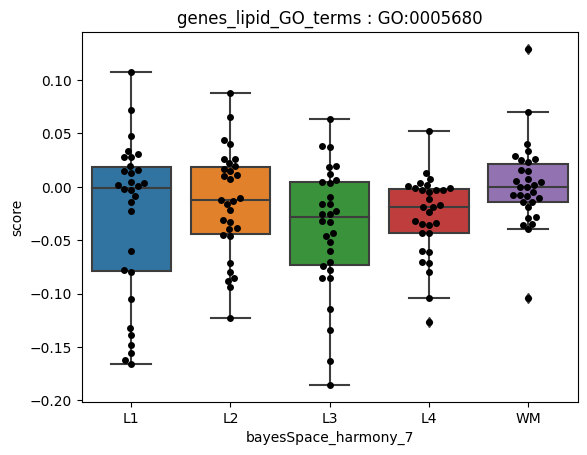 genes_lipid_GO_terms : GO:0005680
score
0.10
0.05
0.00
−0.05
−0.10
−0.15
−0.20
L1 L2 L3 L4 WM
bayesSpace_harmony_7